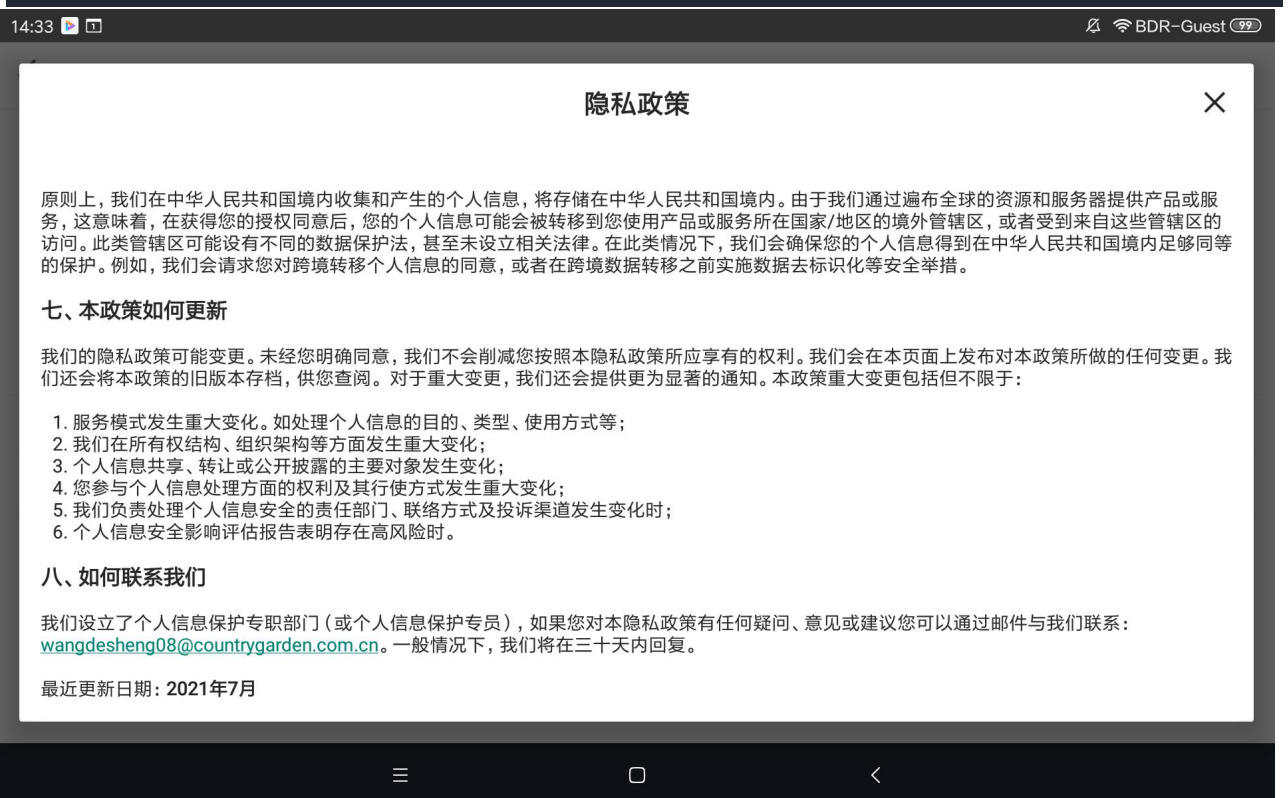 14:33
1
BDR-Guest 99
隐私政策
原则上，我们在中华人民共和国境内收集和产生的个人信息，将存储在中华人民共和国境内。由于我们通过遍布全球的资源和服务器提供产品或服
务，这意味着，在获得您的授权同意后，您的个人信息可能会被转移到您使用产品或服务所在国家/地区的境外管辖区，或者受到来自这些管辖区的
访问。此类管辖区可能设有不同的数据保护法，甚至未设立相关法律。在此类情况下，我们会确保您的个人信息得到在中华人民共和国境内足够同等
的保护。例如，我们会请求您对跨境转移个人信息的同意，或者在跨境数据转移之前实施数据去标识化等安全举措。
七、本政策如何更新
我们的隐私政策可能变更。未经您明确同意，我们不会削减您按照本隐私政策所应享有的权利。我们会在本页面上发布对本政策所做的任何变更。我
们还会将本政策的旧版本存档，供您查阅。对于重大变更，我们还会提供更为显著的通知。本政策重大变更包括但不限于：
1. 服务模式发生重大变化。如处理个人信息的目的、类型、使用方式等；
2. 我们在所有权结构、组织架构等方面发生重大变化；
3. 个人信息共享、转让或公开披露的主要对象发生变化；
4. 您参与个人信息处理方面的权利及其行使方式发生重大变化；
5. 我们负责处理个人信息安全的责任部门、联络方式及投诉渠道发生变化时；
6. 个人信息安全影响评估报告表明存在高风险时。
八、如何联系我们
我们设立了个人信息保护专职部门（或个人信息保护专员），如果您对本隐私政策有任何疑问、意见或建议您可以通过邮件与我们联系：
wangdesheng08@countrygarden.com.cn。一般情况下，我们将在三十天内回复。
最近更新日期：2021年7月